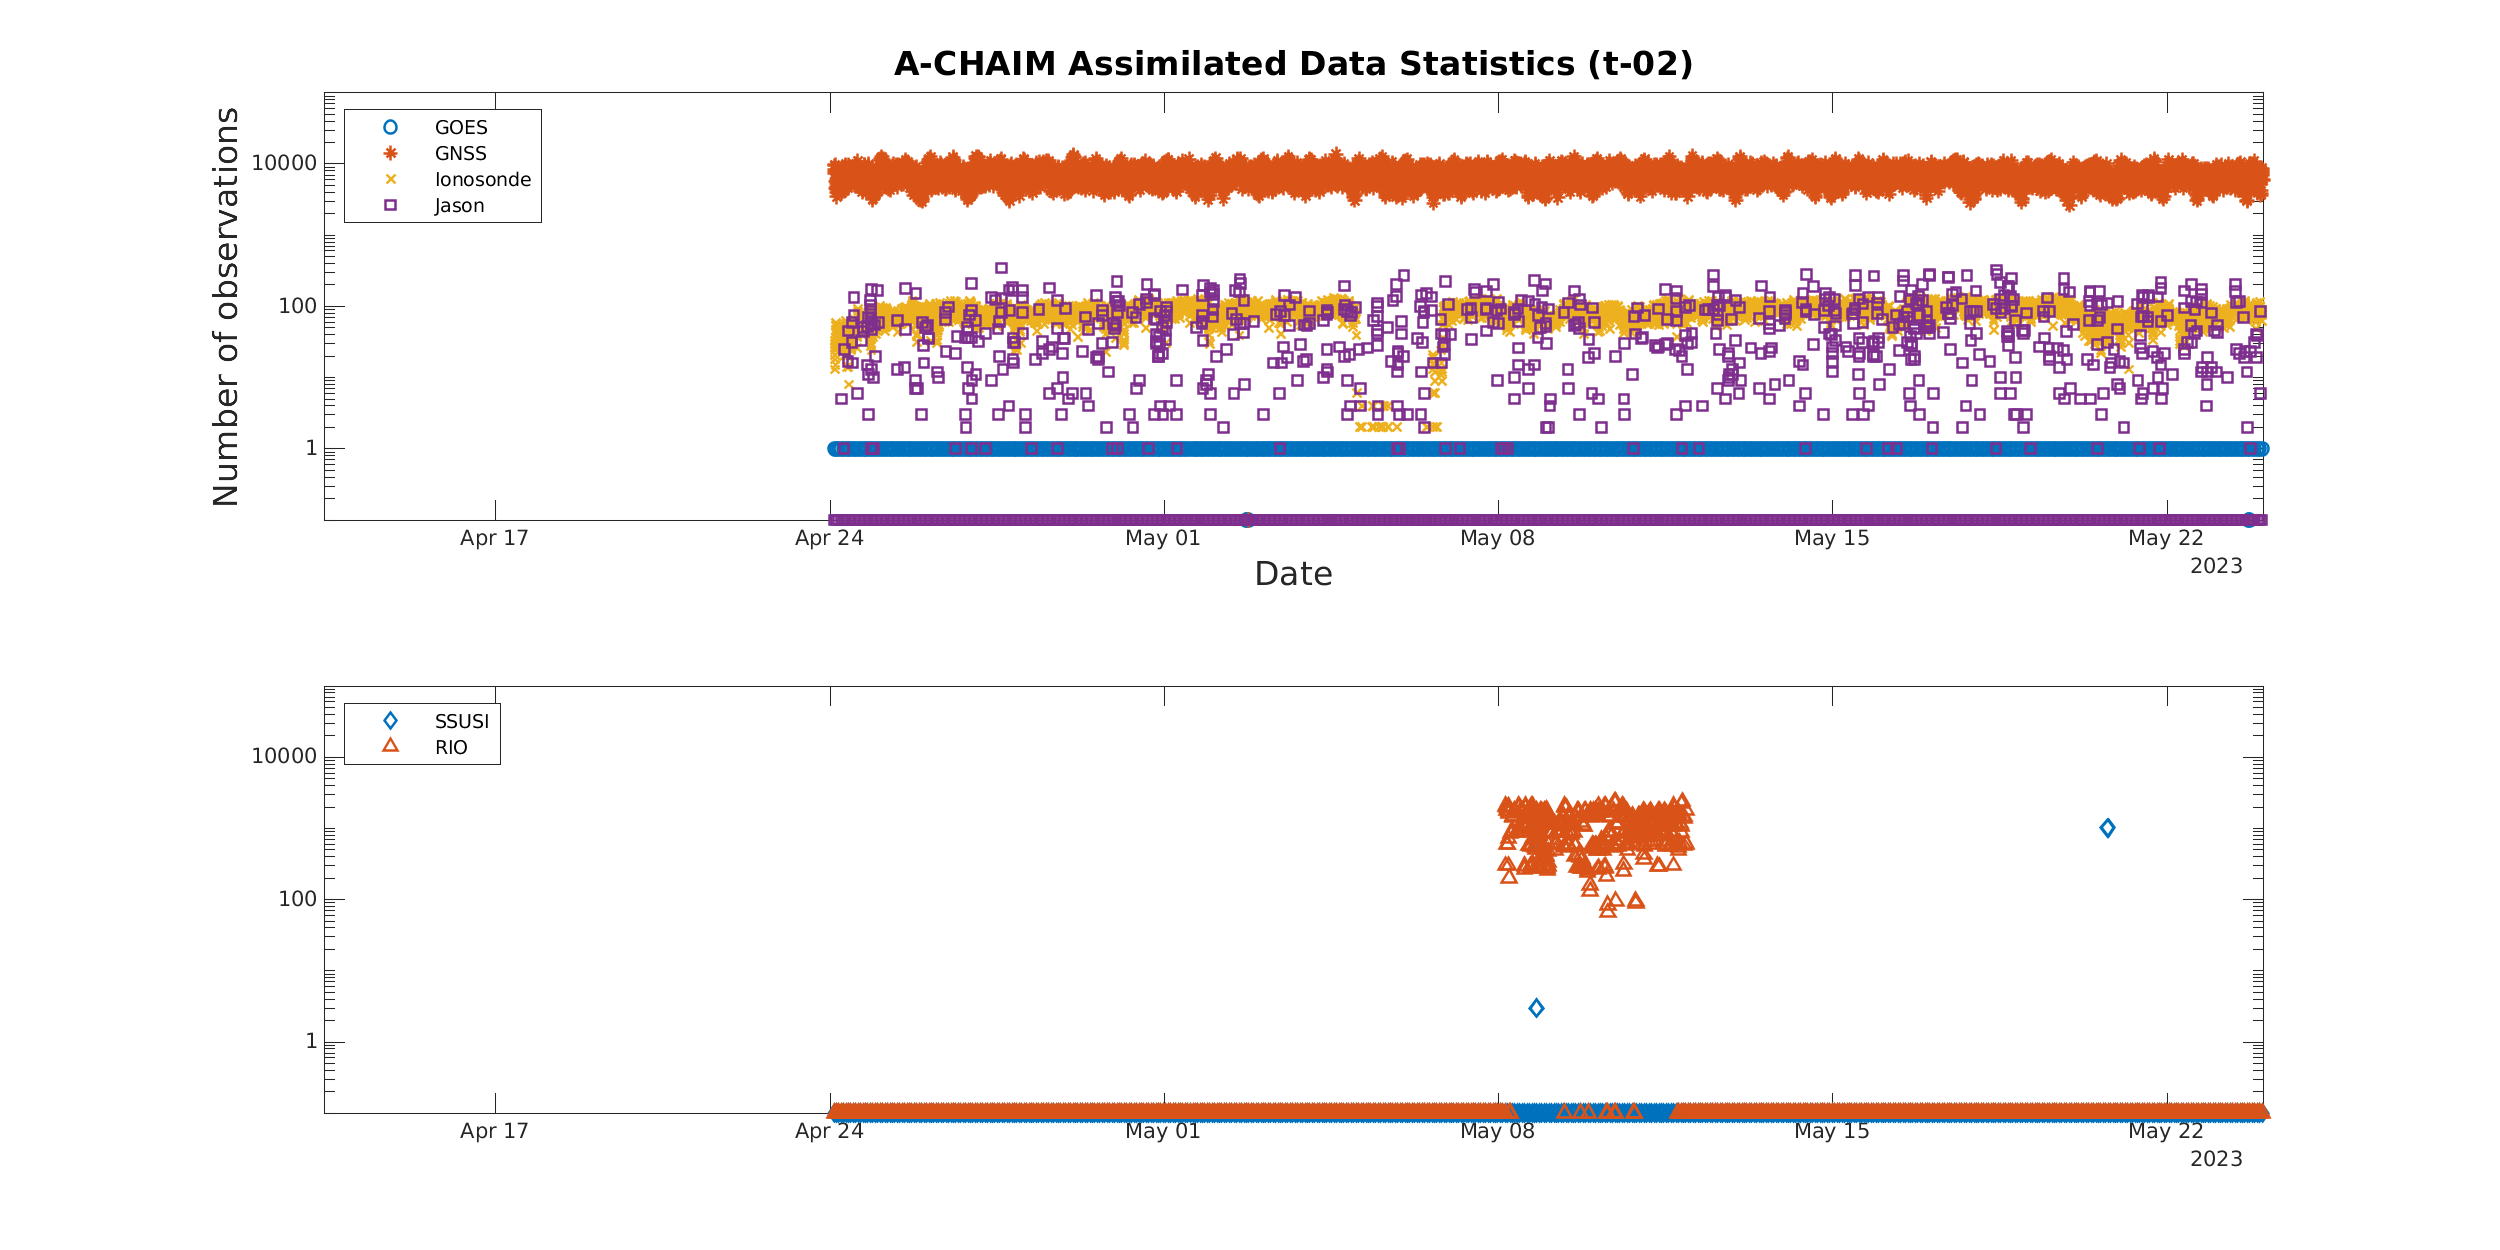 A-CHAIM Assimilated Data Statistics (t-02)
Number of observations
10000
100
1
GOES
GNSS
Ionosonde
Jason
Apr 17
Apr 24
May 01
May 08
May 15
May 22
2023
Date
10000
100
1
SSUSI
RIO
Apr 17
Apr 24
May 01
May 08
May 15
May 22
2023